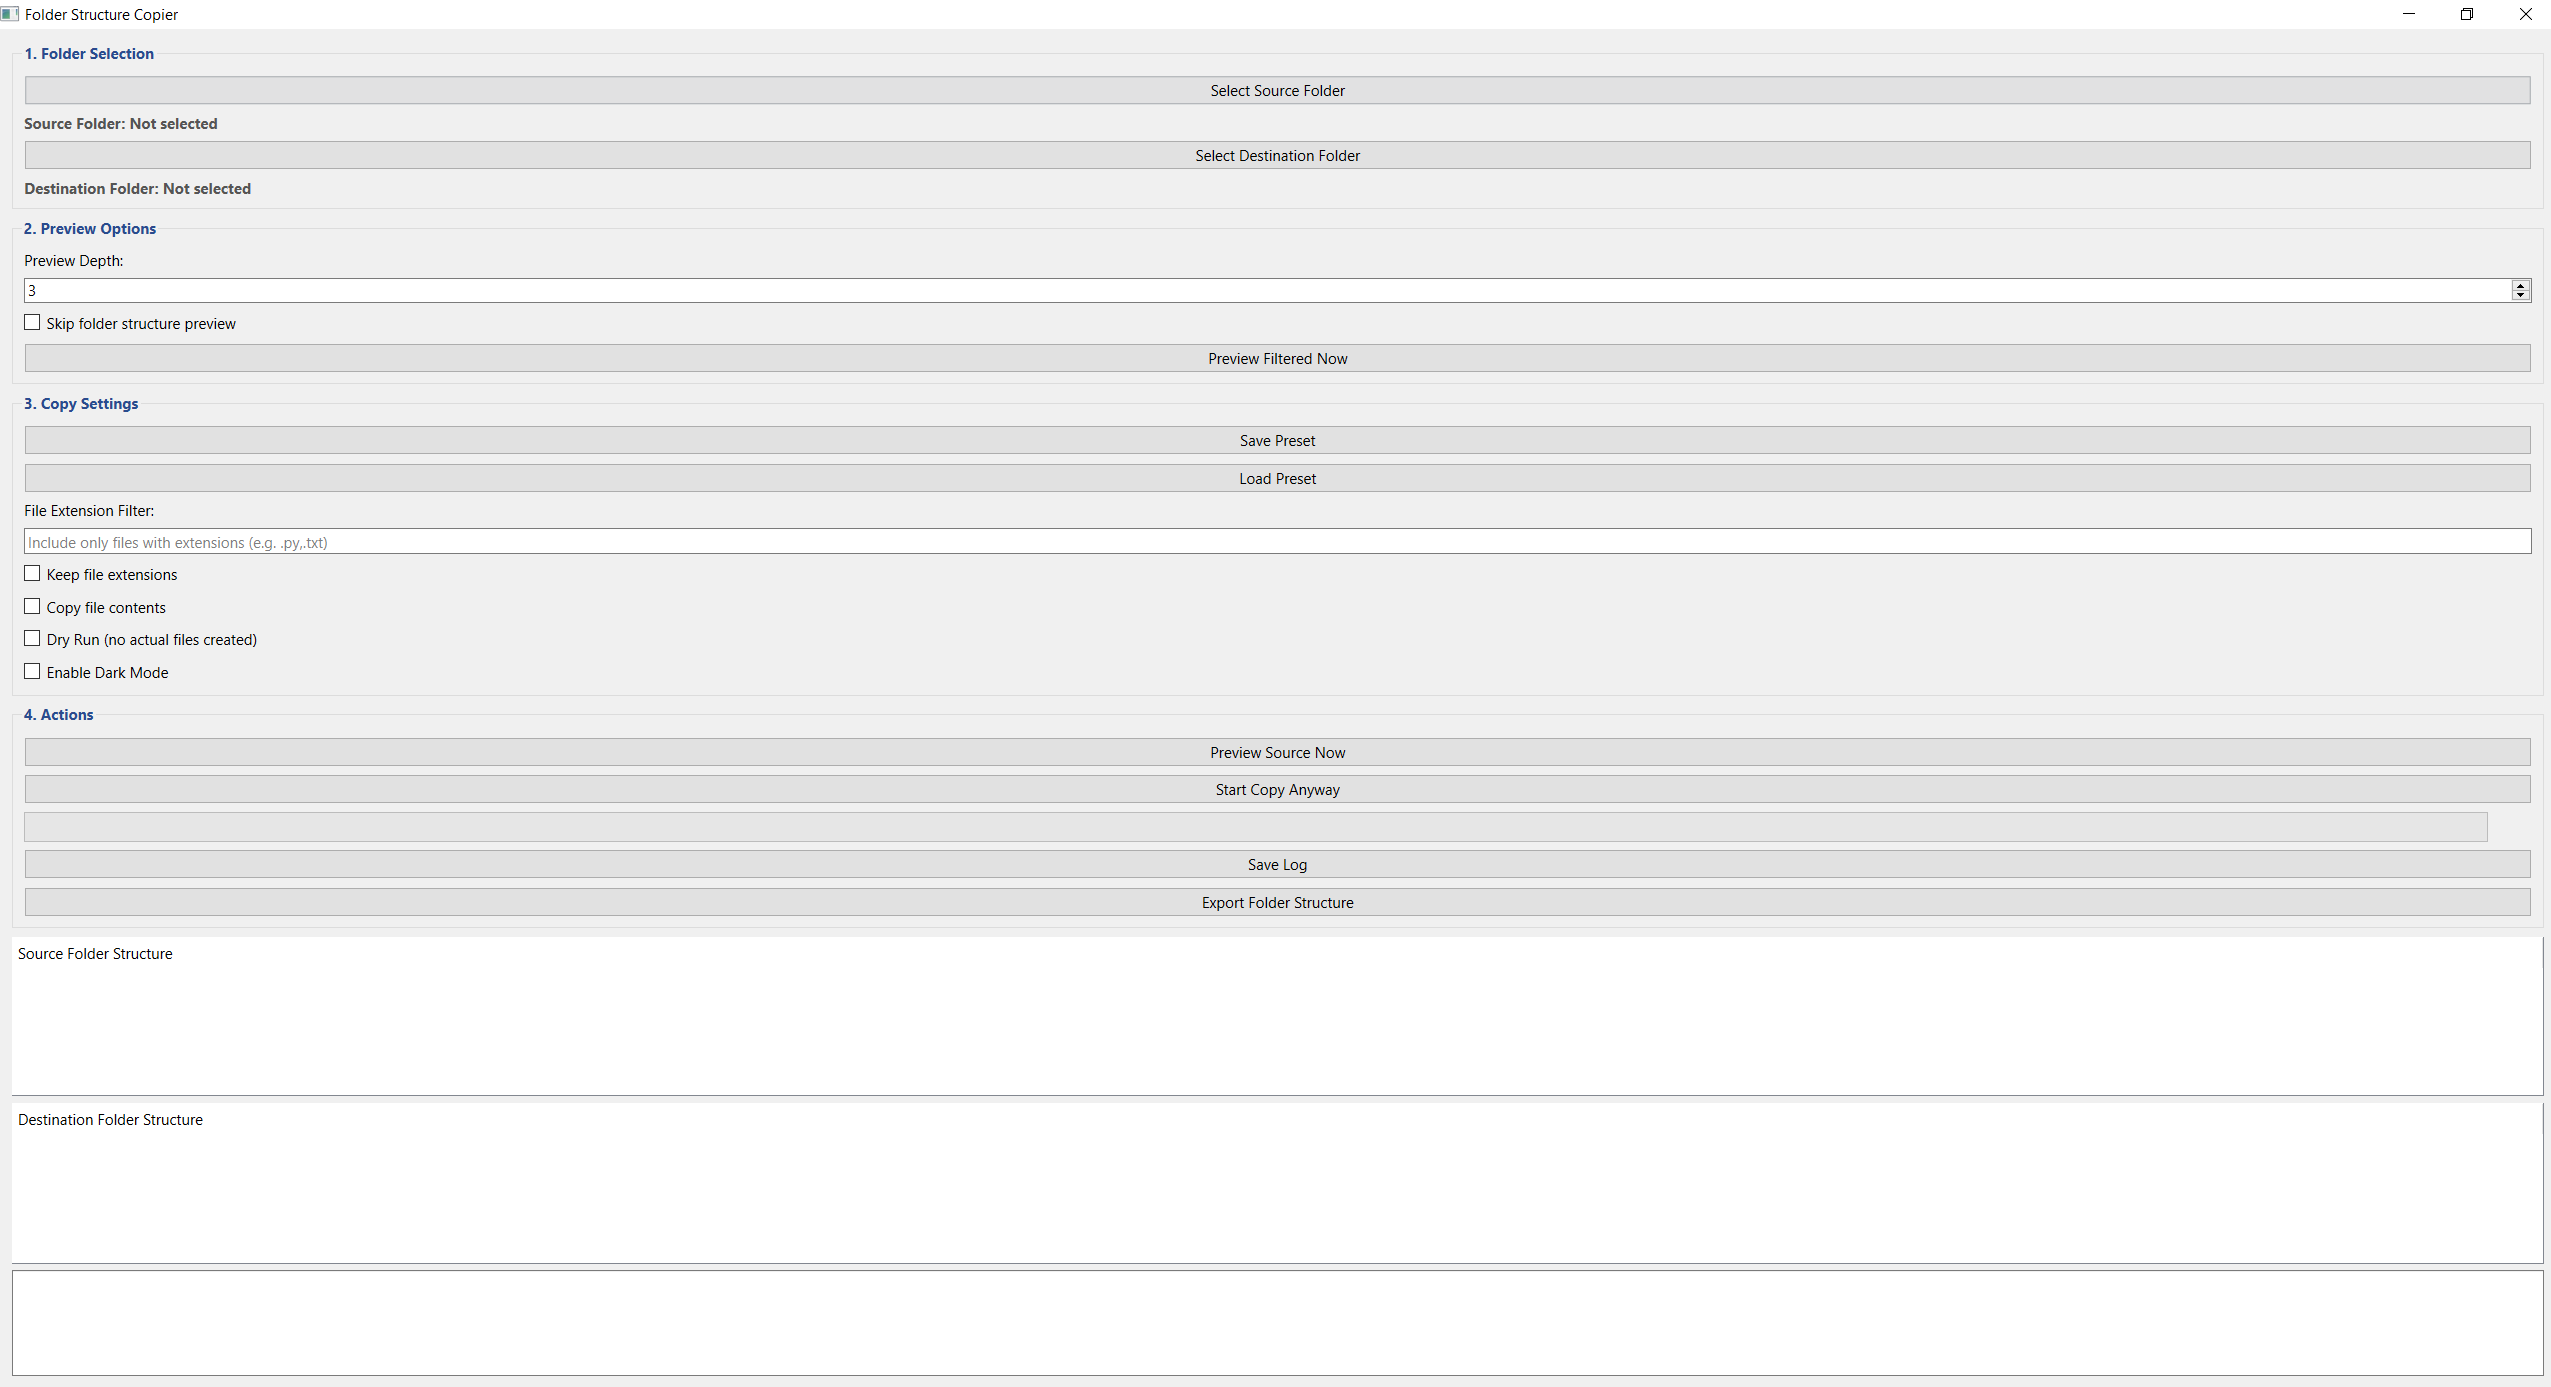 Folder Structure Copier
1. Folder Selection
Select Source Folder
Source Folder: Not selected
Select Destination Folder
Destination Folder: Not selected
2. Preview Options
Preview Depth:
3
Skip folder structure preview
Preview Filtered Now
3. Copy Settings
Save Preset
Load Preset
File Extension Filter:
Include only files with extensions (e.g. .py,.txt)
Keep file extensions
Copy file contents
Dry Run (no actual files created)
Enable Dark Mode
4. Actions
Preview Source Now
Start Copy Anyway
Save Log
Export Folder Structure
Source Folder Structure
Destination Folder Structure